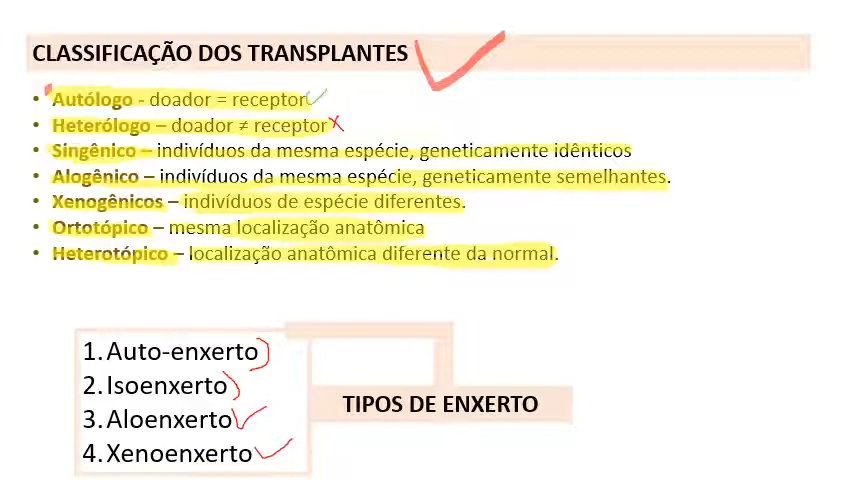 CLASSIFICAÇÃO DOS TRANSPLANTES
• Autólogo - doador = receptor
• Heterólogo – doador ≠ receptor
• Singênico – indivíduos da mesma espécie, geneticamente idênticos
• Alogênico – indivíduos da mesma espécie, geneticamente semelhantes.
• Xenogênicos – indivíduos de espécie diferentes.
• Ortotópico – mesma localização anatômica
• Heterotópico – localização anatômica diferente da normal.
1. Auto-enxerto
2. Isoenxerto
3. Aloenxerto
4. Xenoenxerto
TIPOS DE ENXERTO